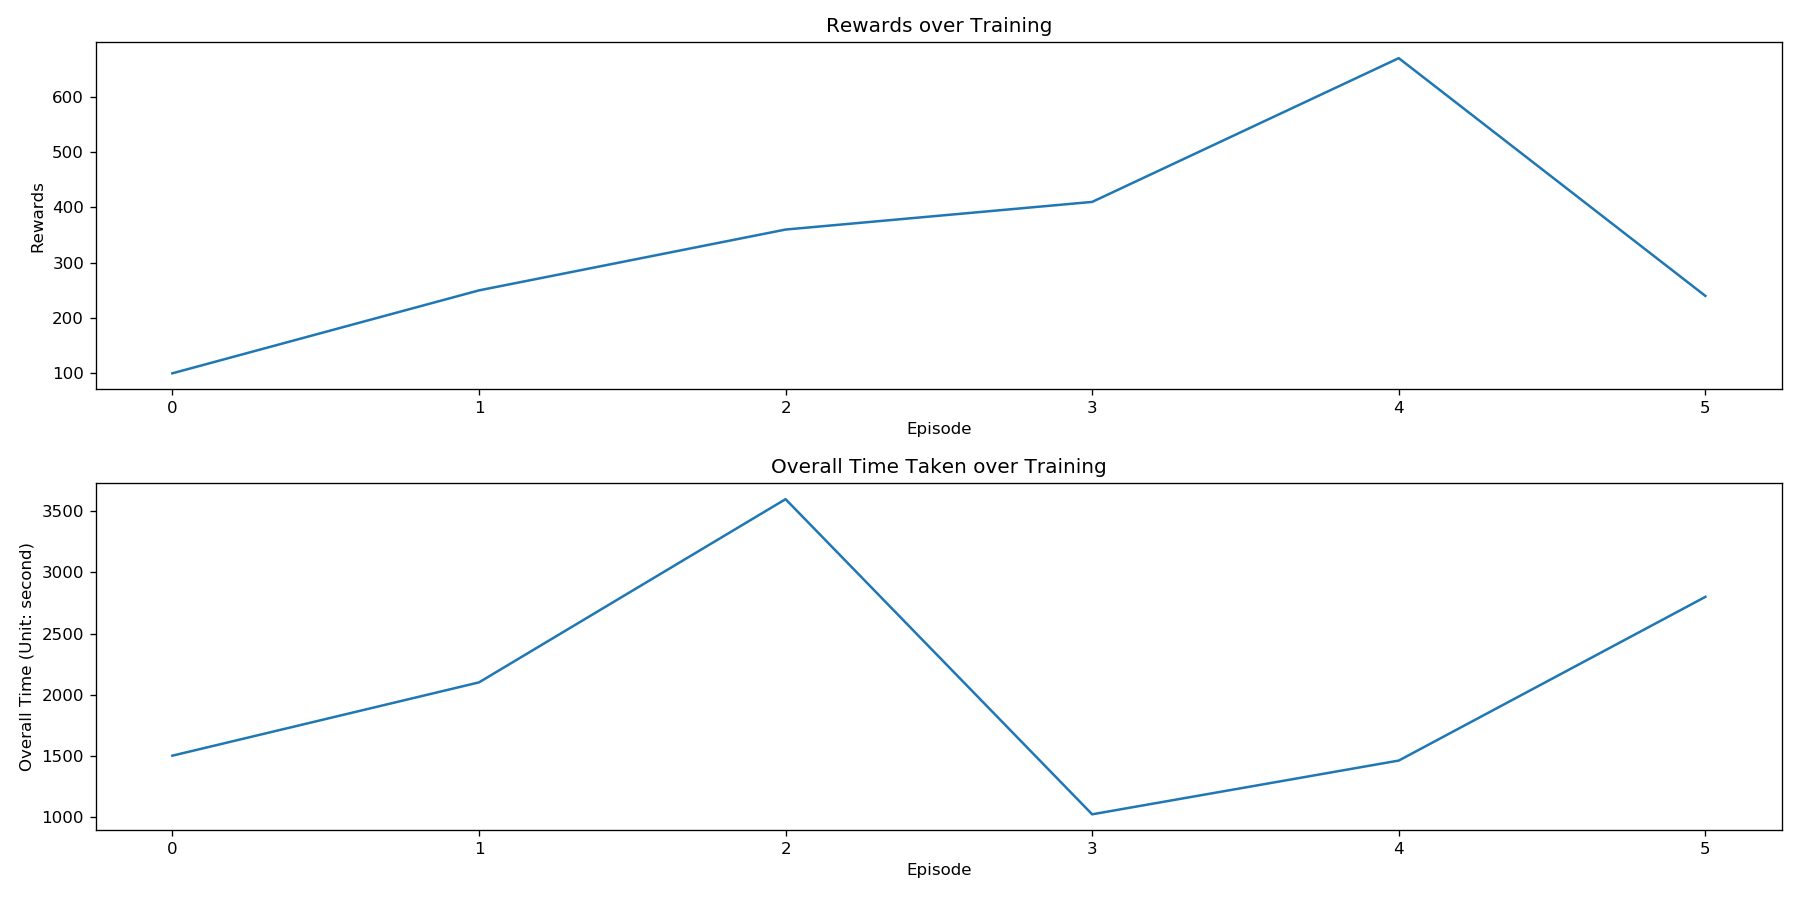 Rewards over Training
600
500
400
300
200
100
Rewards
0 1 2 3 4 5
Episode
Overall Time Taken over Training
3500
3000
2500
2000
1500
1000
Overall Time (Unit: second)
0 1 2 3 4 5
Episode